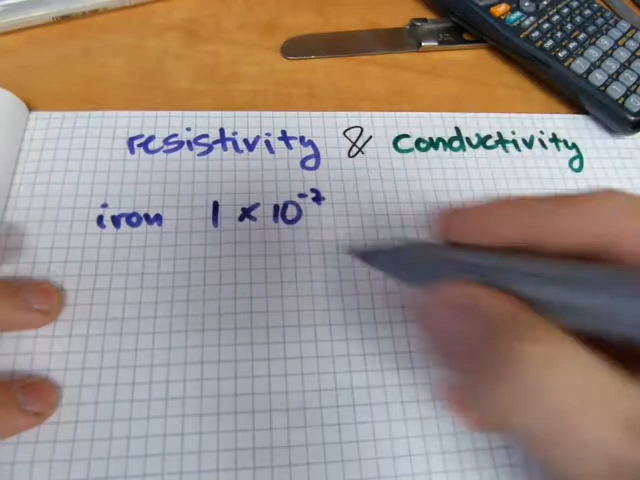 resistivity & conductivity
iron 1 × 10⁻⁷